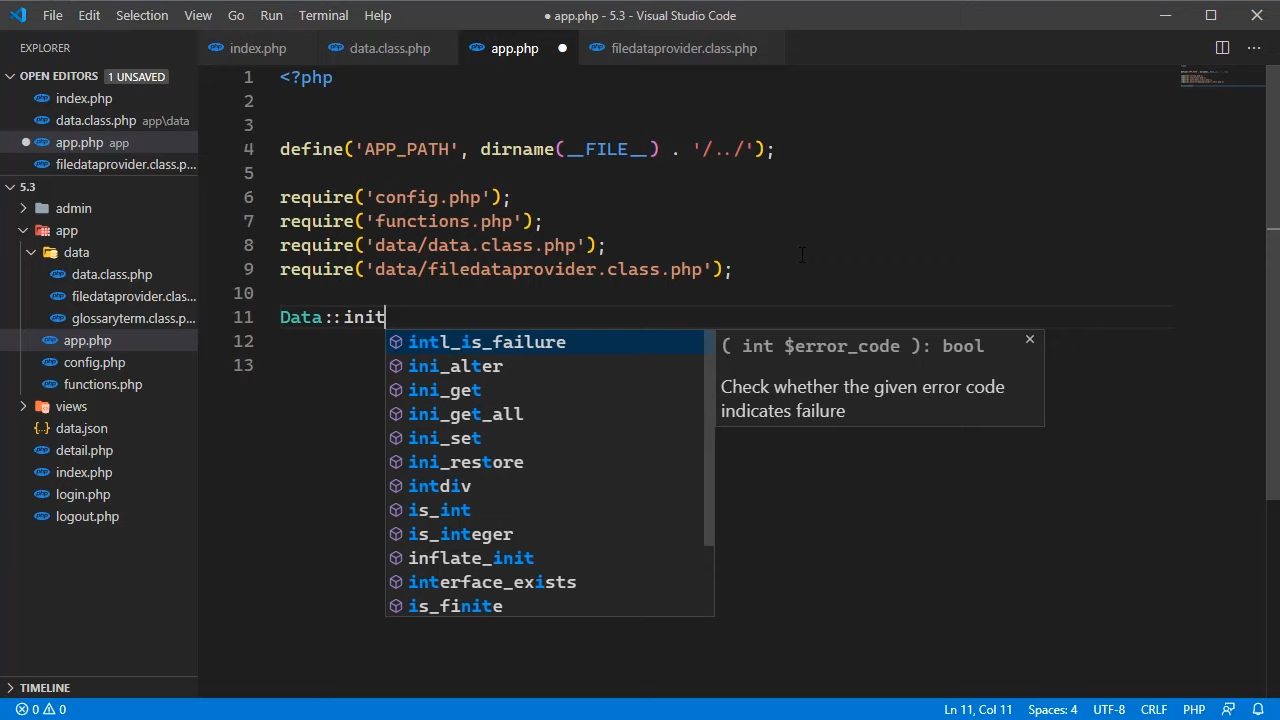 File Edit Selection View Go Run Terminal Help ● app.php - 5.3 - Visual Studio Code
EXPLORER
index.php data.class.php app.php ● filedataprovider.class.php
OPEN EDITORS 1 UNSAVED
index.php
data.class.php app\data
app.php app
filedataprovider.class.p...
5.3
admin
app
data
data.class.php
filedataprovider.clas...
glossaryterm.class.p...
app.php
config.php
functions.php
views
data.json
detail.php
index.php
login.php
logout.php
TIMELINE
1 <?php
2
3
4 define('APP_PATH', dirname(__FILE__) . '/../');
5
6 require('config.php');
7 require('functions.php');
8 require('data/data.class.php');
9 require('data/filedataprovider.class.php');
10
11 Data::init
12
13
intl_is_failure
ini_alter
ini_get
ini_get_all
ini_set
ini_restore
intdiv
is_int
is_integer
inflate_init
interface_exists
is_finite
( int $error_code ): bool
Check whether the given error code
indicates failure
0 0 Ln 11, Col 11 Spaces: 4 UTF-8 CRLF PHP